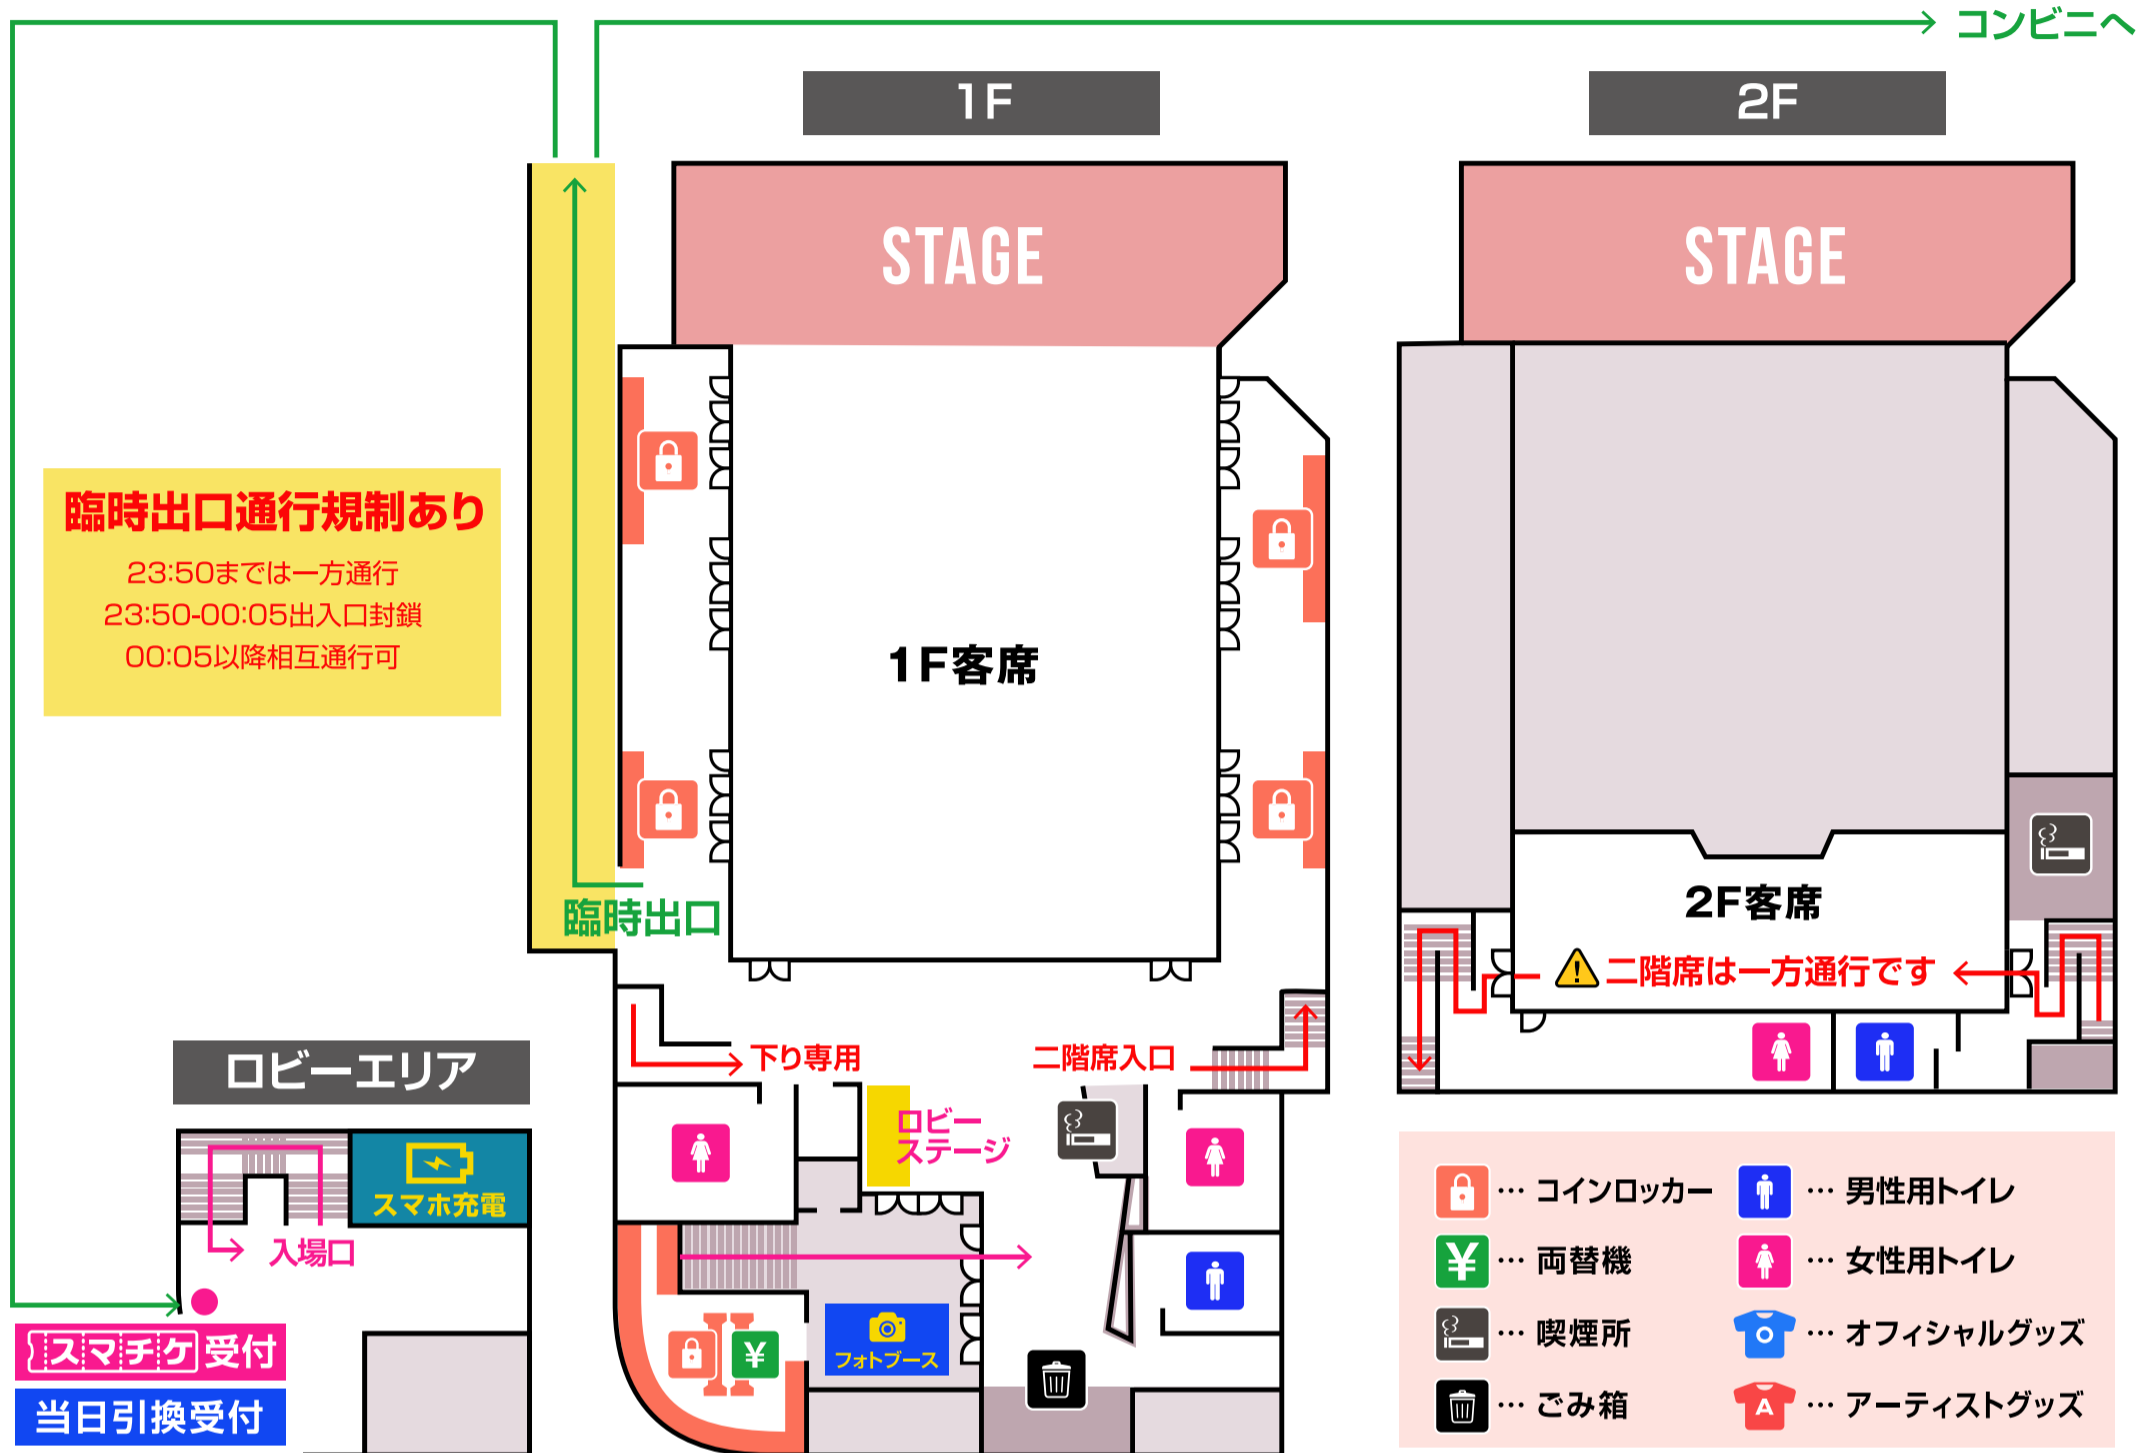 コンビニへ
1F
2F
STAGE
STAGE
臨時出口通行規制あり
23:50までは一方通行
23:50-00:05出入口封鎖
00:05以降相互通行可
1F客席
2F客席
臨時出口
二階席は一方通行です
下り専用
二階席入口
ロビーエリア
スマホ充電
入場口
ロビー
ステージ
フォトブース
¥
スマチケ受付
当日引換受付
… コインロッカー
… 男性用トイレ
¥ … 両替機
… 女性用トイレ
… 喫煙所
O … オフィシャルグッズ
… ごみ箱
A … アーティストグッズ